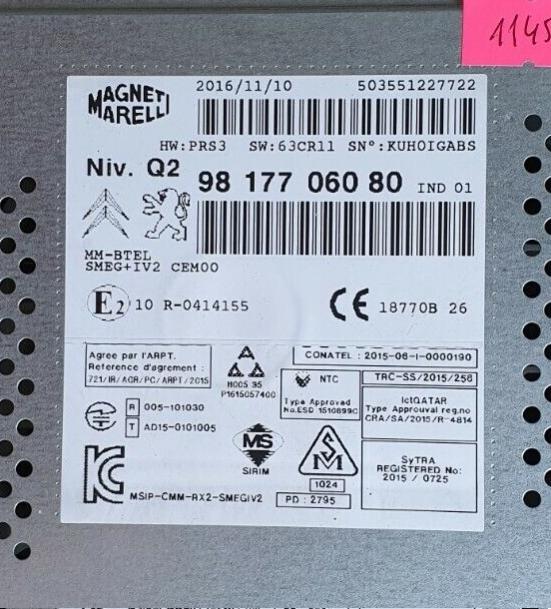 1145
MAGNETI
MARELLI
2016/11/10 503551227722
HW:PRS3 SW:63CR11 SN°:KUH0IGABS
Niv. Q2
98 177 060 80 IND 01
MM-BTEL
SMEG+IV2 CEM00
E2 10 R-0414155
CE 18770B 26
Agree par l'ARPT.
Reference d'agrement :
721/IR/AGR/PC/ARPT/2015
H005 35
P1615057400
CONATEL : 2015-06-I-0000190
NTC
Type Approved
No.ESD 1510899C
TRC-SS/2015/256
ictQATAR
Type Approval reg.no
CRA/SA/2015/R-4814
R 005-101030
T AD15-0101005
MS
SIRIM
SM
1024
PD : 2795
SyTRA
REGISTERED No:
2015 / 0725
MSIP-CMM-RX2-SMEGIV2